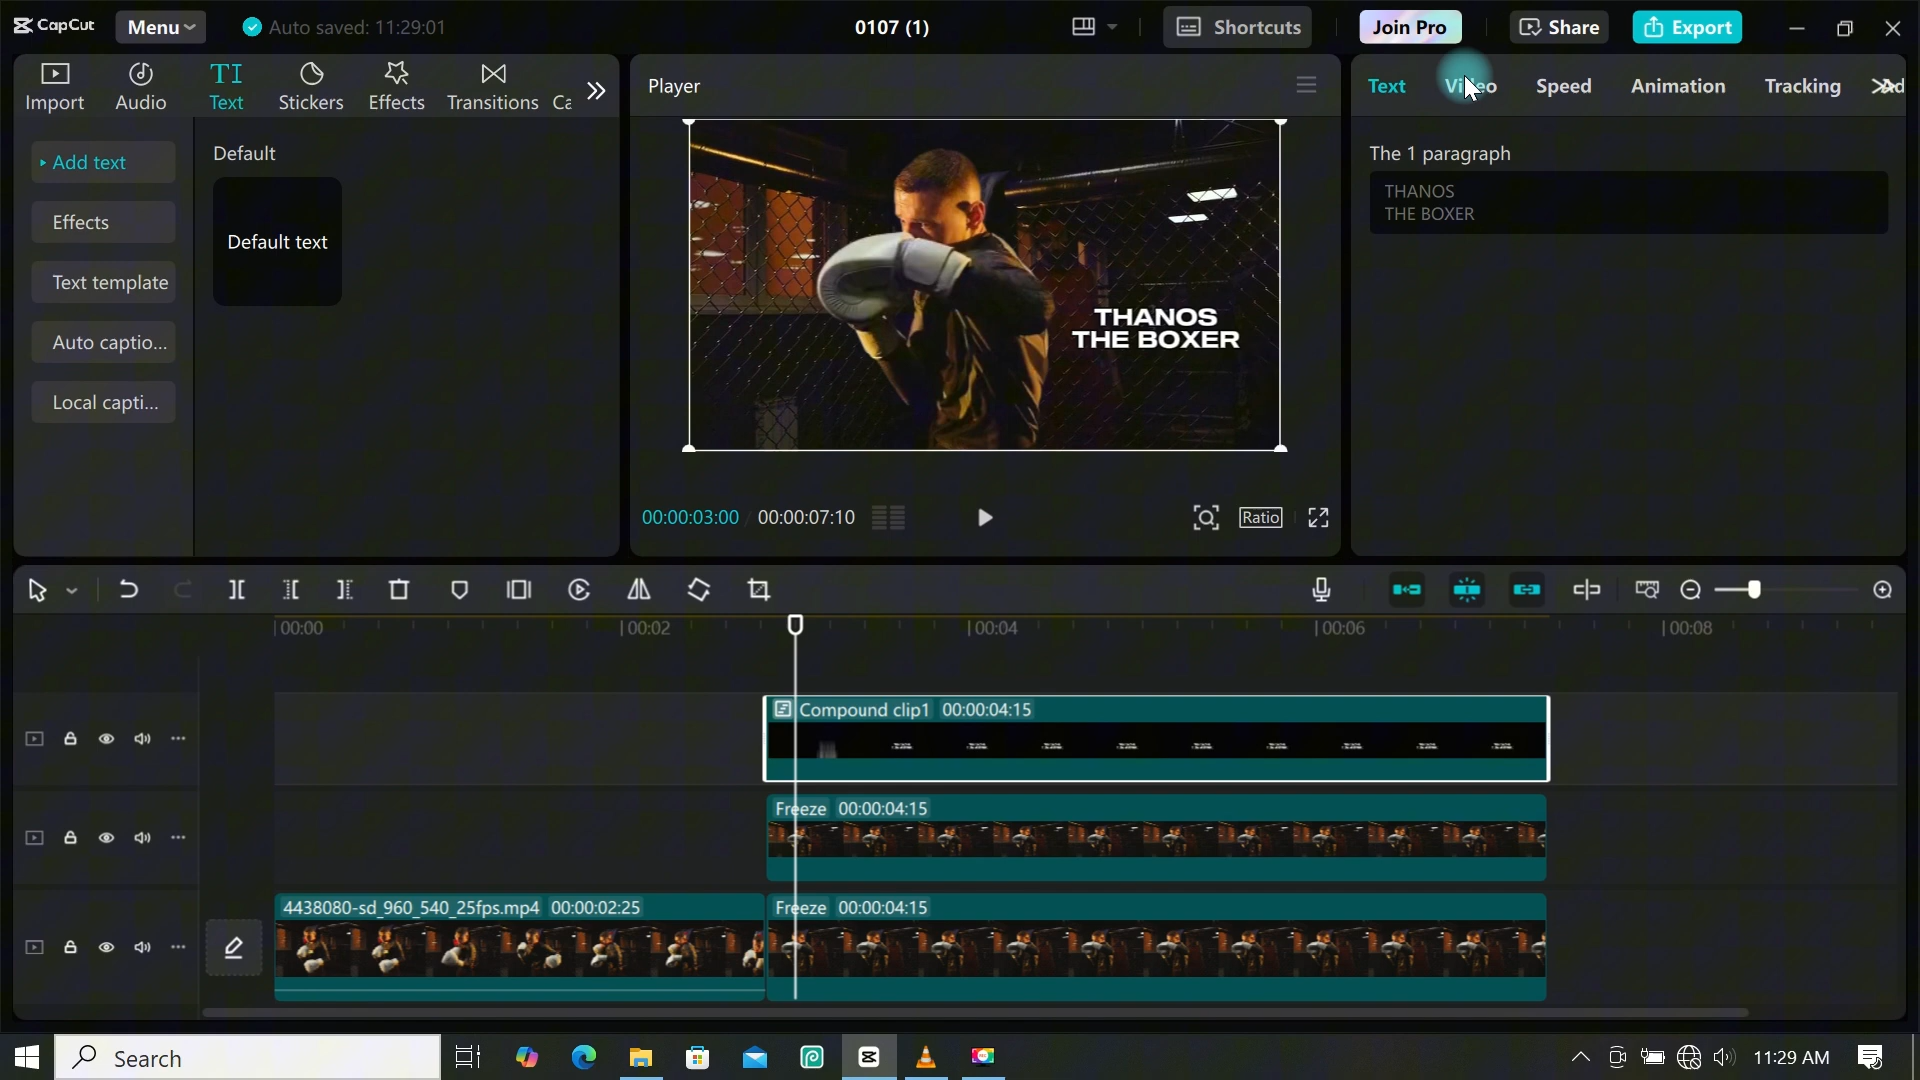 CapCut
Menu
Auto saved: 11:29:01
0107 (1)
Shortcuts
Join Pro
Share
Export
Import
Audio
Text
Stickers
Effects
Transitions
Ca
Player
Text
Video
Speed
Animation
Tracking
Ad
Add text
Effects
Text template
Auto captio...
Local capti...
Default
Default text
THANOS
THE BOXER
The 1 paragraph
THANOS
THE BOXER
00:00:03:00 / 00:00:07:10
Ratio
00:00
00:02
00:04
00:06
00:08
Compound clip1 00:00:04:15
Freeze 00:00:04:15
4438080-sd_960_540_25fps.mp4 00:00:02:25
Freeze 00:00:04:15
Search
11:29 AM